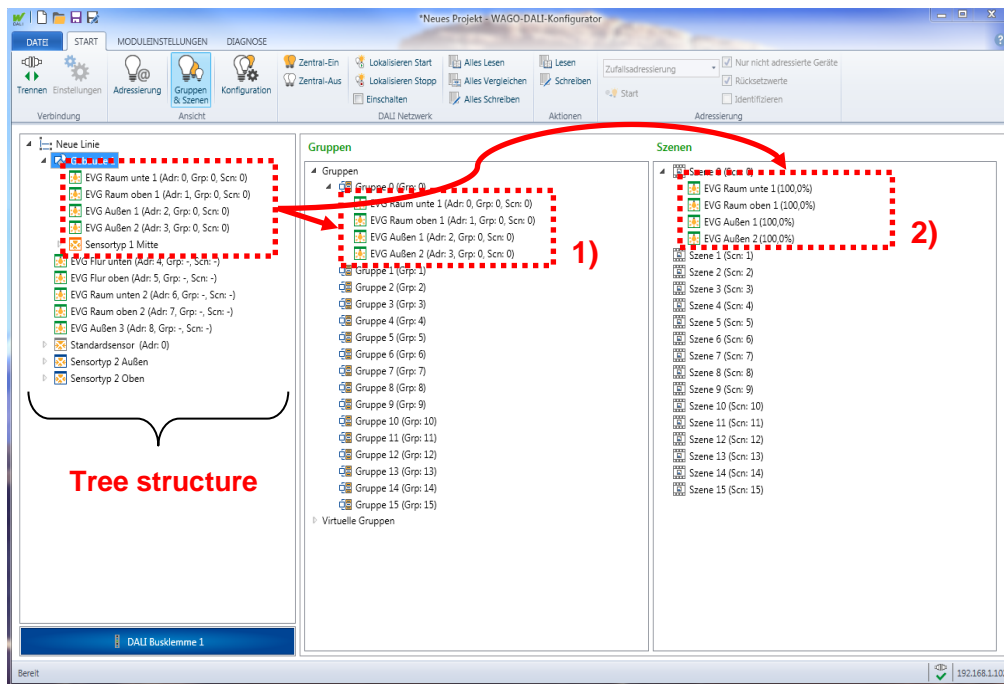 *Neues Projekt - WAGO-DALI-Konfigurator
DALI
DATEI START MODULEINSTELLUNGEN DIAGNOSE
Trennen Einstellungen
Verbindung
Adressierung Gruppen & Szenen Konfiguration
Ansicht
Zentral-Ein Lokalisieren Start Alles Lesen
Zentral-Aus Lokalisieren Stopp Alles Vergleichen
Einschalten Alles Schreiben
DALI Netzwerk
Lesen
Schreiben
Aktionen
Zufallsadressierung Nur nicht adressierte Geräte
Start Rücksetzwerte
Identifizieren
Adressierung
Neue Linie
EVG Raum unte 1 (Adr: 0, Grp: 0, Scn: 0)
EVG Raum oben 1 (Adr: 1, Grp: 0, Scn: 0)
EVG Außen 1 (Adr: 2, Grp: 0, Scn: 0)
EVG Außen 2 (Adr: 3, Grp: 0, Scn: 0)
Sensortyp 1 Mitte
EVG Flur unten (Adr: 4, Grp: -, Scn: -)
EVG Flur oben (Adr: 5, Grp: -, Scn: -)
EVG Raum unten 2 (Adr: 6, Grp: -, Scn: -)
EVG Raum oben 2 (Adr: 7, Grp: -, Scn: -)
EVG Außen 3 (Adr: 8, Grp: -, Scn: -)
Standardsensor (Adr: 0)
Sensortyp 2 Außen
Sensortyp 2 Oben
Tree structure
DALI Busklemme 1
Gruppen
Gruppen
Gruppe 0 (Grp: 0)
EVG Raum unte 1 (Adr: 0, Grp: 0, Scn: 0)
EVG Raum oben 1 (Adr: 1, Grp: 0, Scn: 0)
EVG Außen 1 (Adr: 2, Grp: 0, Scn: 0)
EVG Außen 2 (Adr: 3, Grp: 0, Scn: 0)
1)
Gruppe 1 (Grp: 1)
Gruppe 2 (Grp: 2)
Gruppe 3 (Grp: 3)
Gruppe 4 (Grp: 4)
Gruppe 5 (Grp: 5)
Gruppe 6 (Grp: 6)
Gruppe 7 (Grp: 7)
Gruppe 8 (Grp: 8)
Gruppe 9 (Grp: 9)
Gruppe 10 (Grp: 10)
Gruppe 11 (Grp: 11)
Gruppe 12 (Grp: 12)
Gruppe 13 (Grp: 13)
Gruppe 14 (Grp: 14)
Gruppe 15 (Grp: 15)
Virtuelle Gruppen
Szenen
Szene 0 (Scn: 0)
EVG Raum unte 1 (100,0%)
EVG Raum oben 1 (100,0%)
EVG Außen 1 (100,0%)
EVG Außen 2 (100,0%)
2)
Szene 1 (Scn: 1)
Szene 2 (Scn: 2)
Szene 3 (Scn: 3)
Szene 4 (Scn: 4)
Szene 5 (Scn: 5)
Szene 6 (Scn: 6)
Szene 7 (Scn: 7)
Szene 8 (Scn: 8)
Szene 9 (Scn: 9)
Szene 10 (Scn: 10)
Szene 11 (Scn: 11)
Szene 12 (Scn: 12)
Szene 13 (Scn: 13)
Szene 14 (Scn: 14)
Szene 15 (Scn: 15)
Bereit